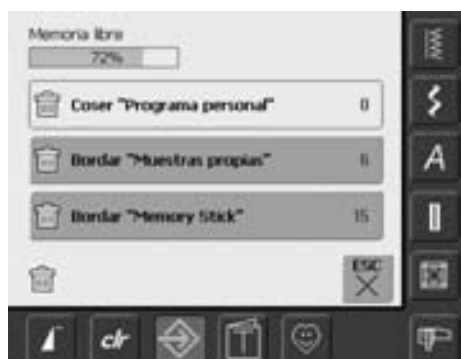 Memoria libre
72%
Coser "Programa personal" 0
Bordar "Muestras propias" 6
Bordar "Memory Stick" 15
ESC
A
clr